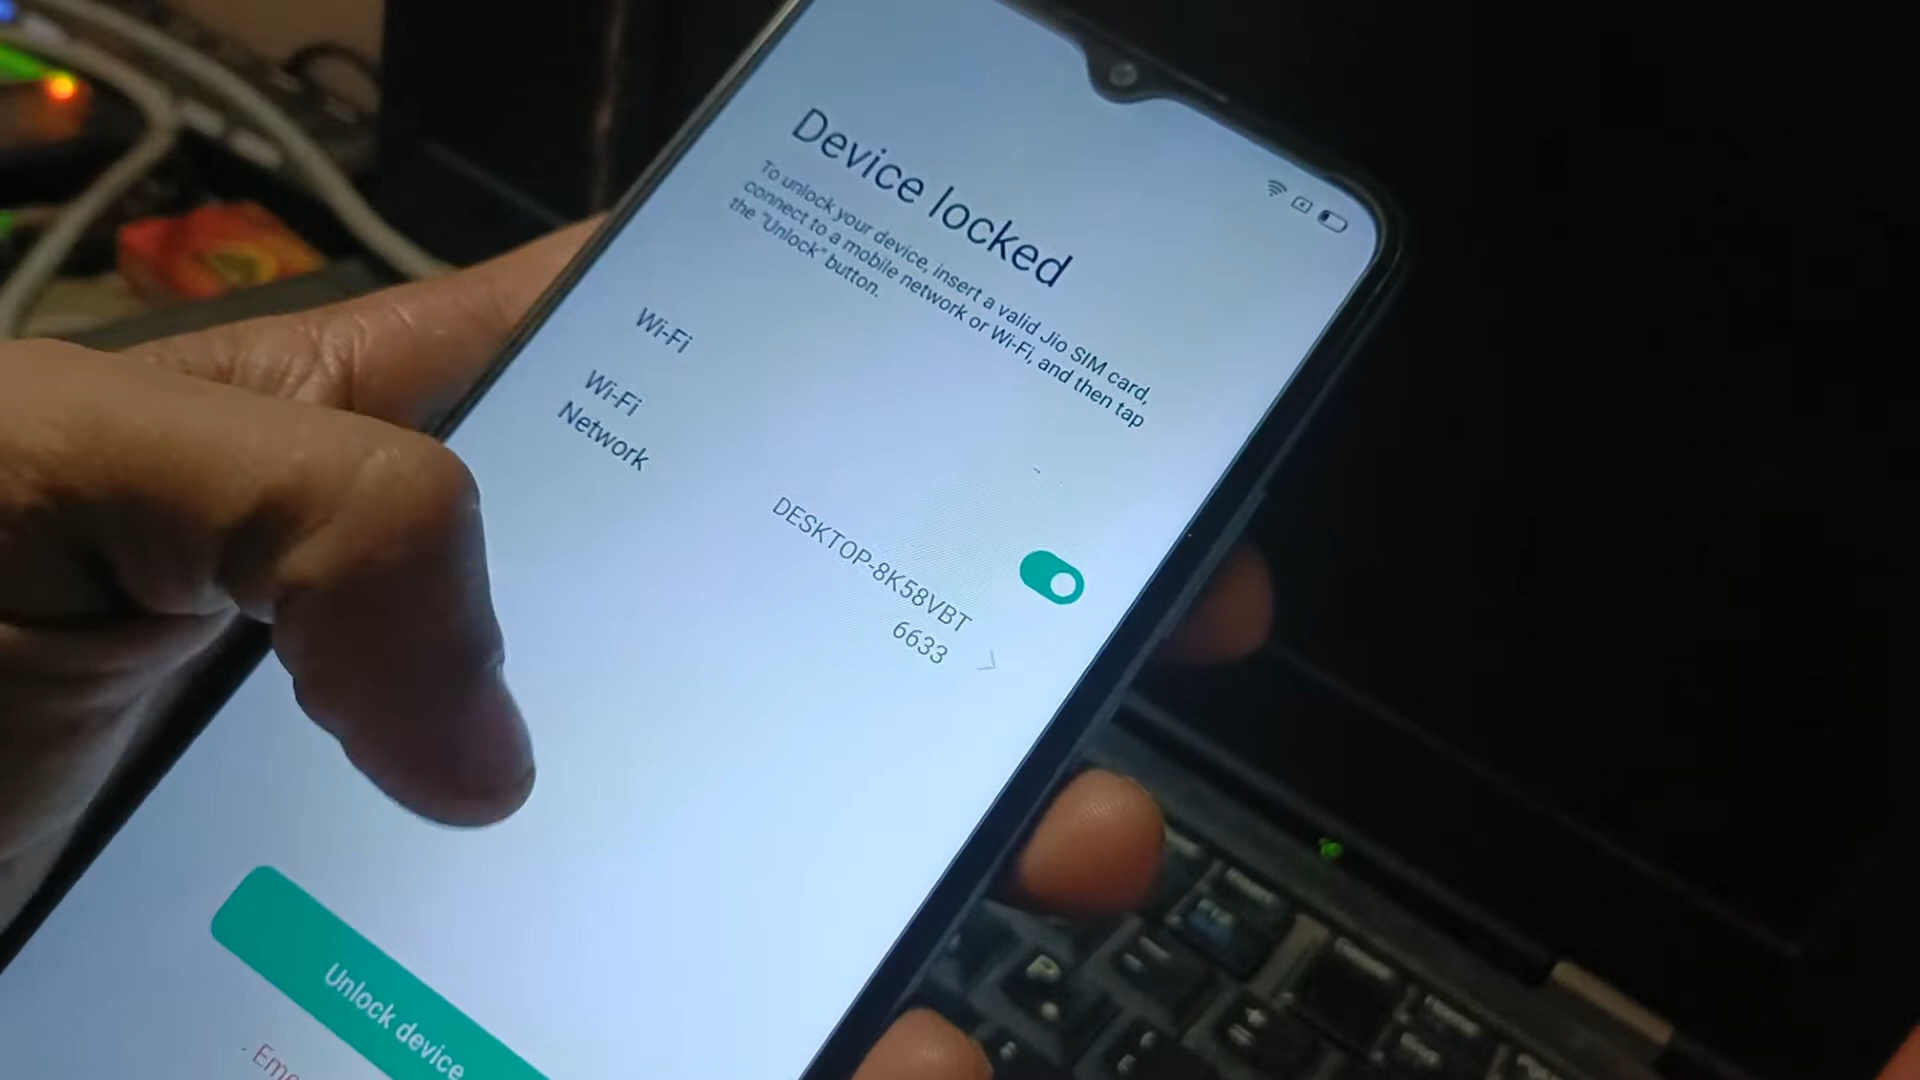 Device locked
To unlock your device, insert a valid Jio SIM card,
connect to a mobile network or Wi-Fi, and then tap
the "Unlock" button.
Wi-Fi
Wi-Fi
Network
DESKTOP-8K58VBT
6633
Unlock device